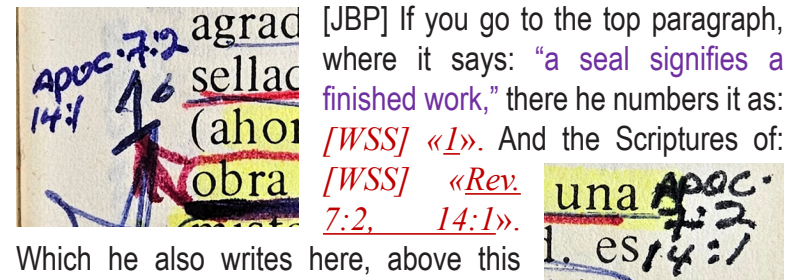 APOC. 7:2
14:1
1º
agrad
sellad
(ahor
obra
[JBP] If you go to the top paragraph,
where it says: “a seal signifies a
finished work,” there he numbers it as:
[WSS] «1». And the Scriptures of:
[WSS] «Rev.
7:2, 14:1».
Which he also writes here, above this
una APOC.
7:2
. es 14:1